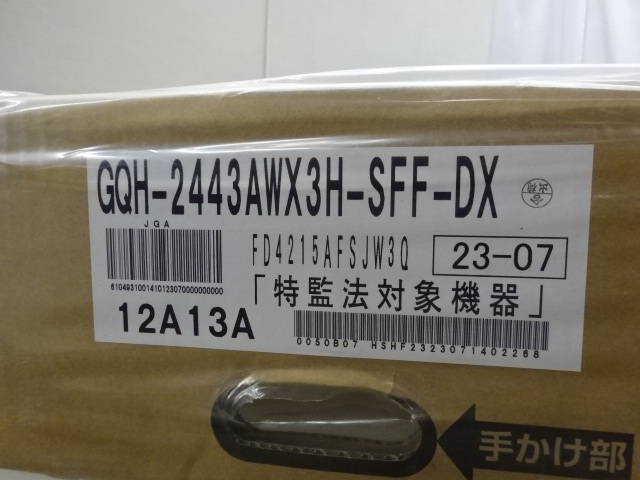 GQH-2443AWX3H-SFF-DX
JGA
FD4215AFSJW3Q
23-07
610493100141012307000000000
「特監法対象機器」
12A13A
0050B07 HSHF2323071402268
手かけ部